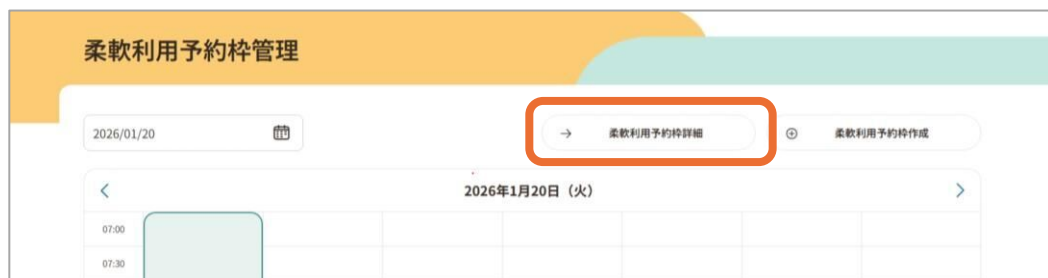 柔軟利用予約枠管理
2026/01/20
→ 柔軟利用予約枠詳細
⊕ 柔軟利用予約枠作成
2026年1月20日（火）
07:00
07:30